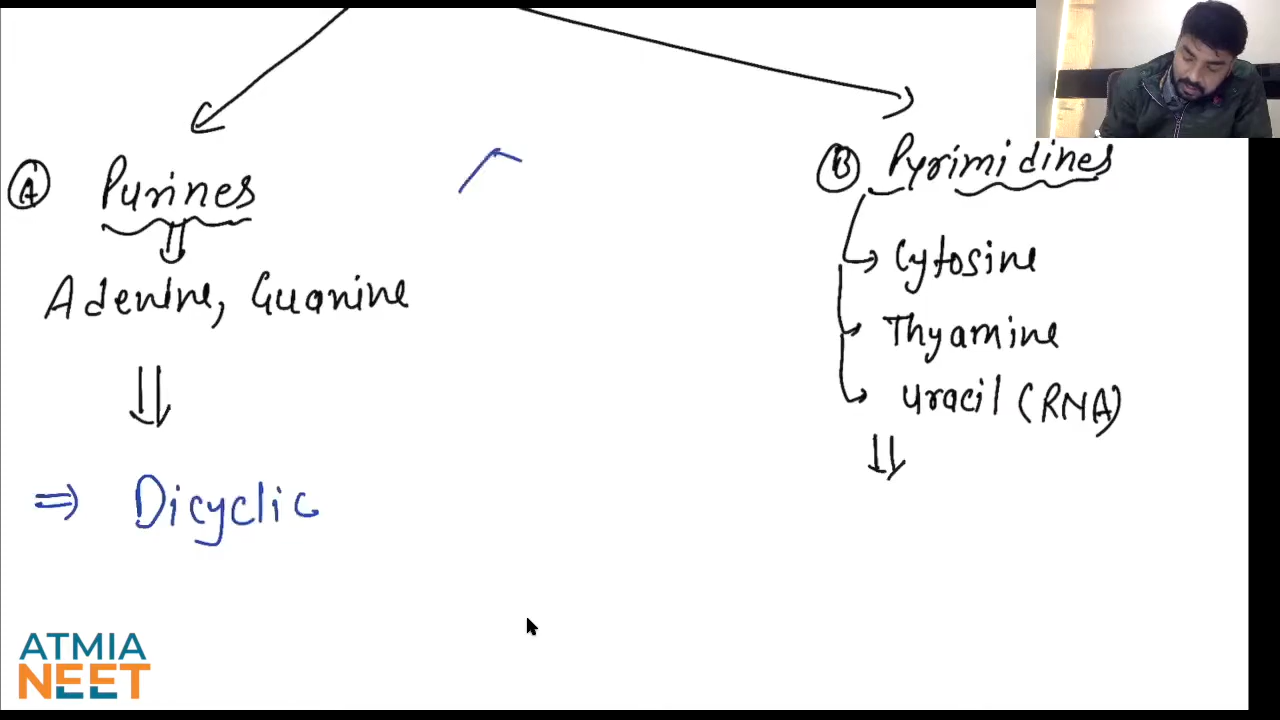 A Purines
Adenine, Guanine
⇒ Dicyclic
B Pyrimidines
Cytosine
Thyamine
Uracil (RNA)
ATMIA
NEET